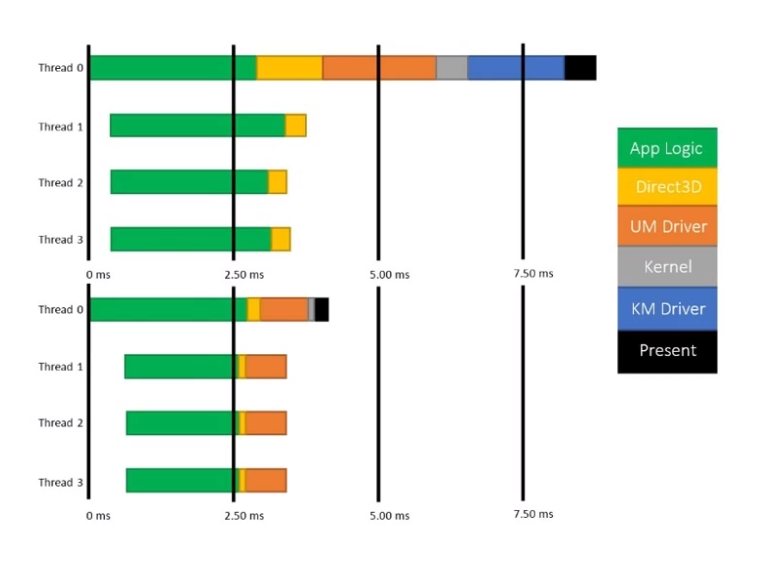 Thread 0
Thread 1
Thread 2
Thread 3
0 ms 2.50 ms 5.00 ms 7.50 ms
Thread 0
Thread 1
Thread 2
Thread 3
0 ms 2.50 ms 5.00 ms 7.50 ms
App Logic
Direct3D
UM Driver
Kernel
KM Driver
Present